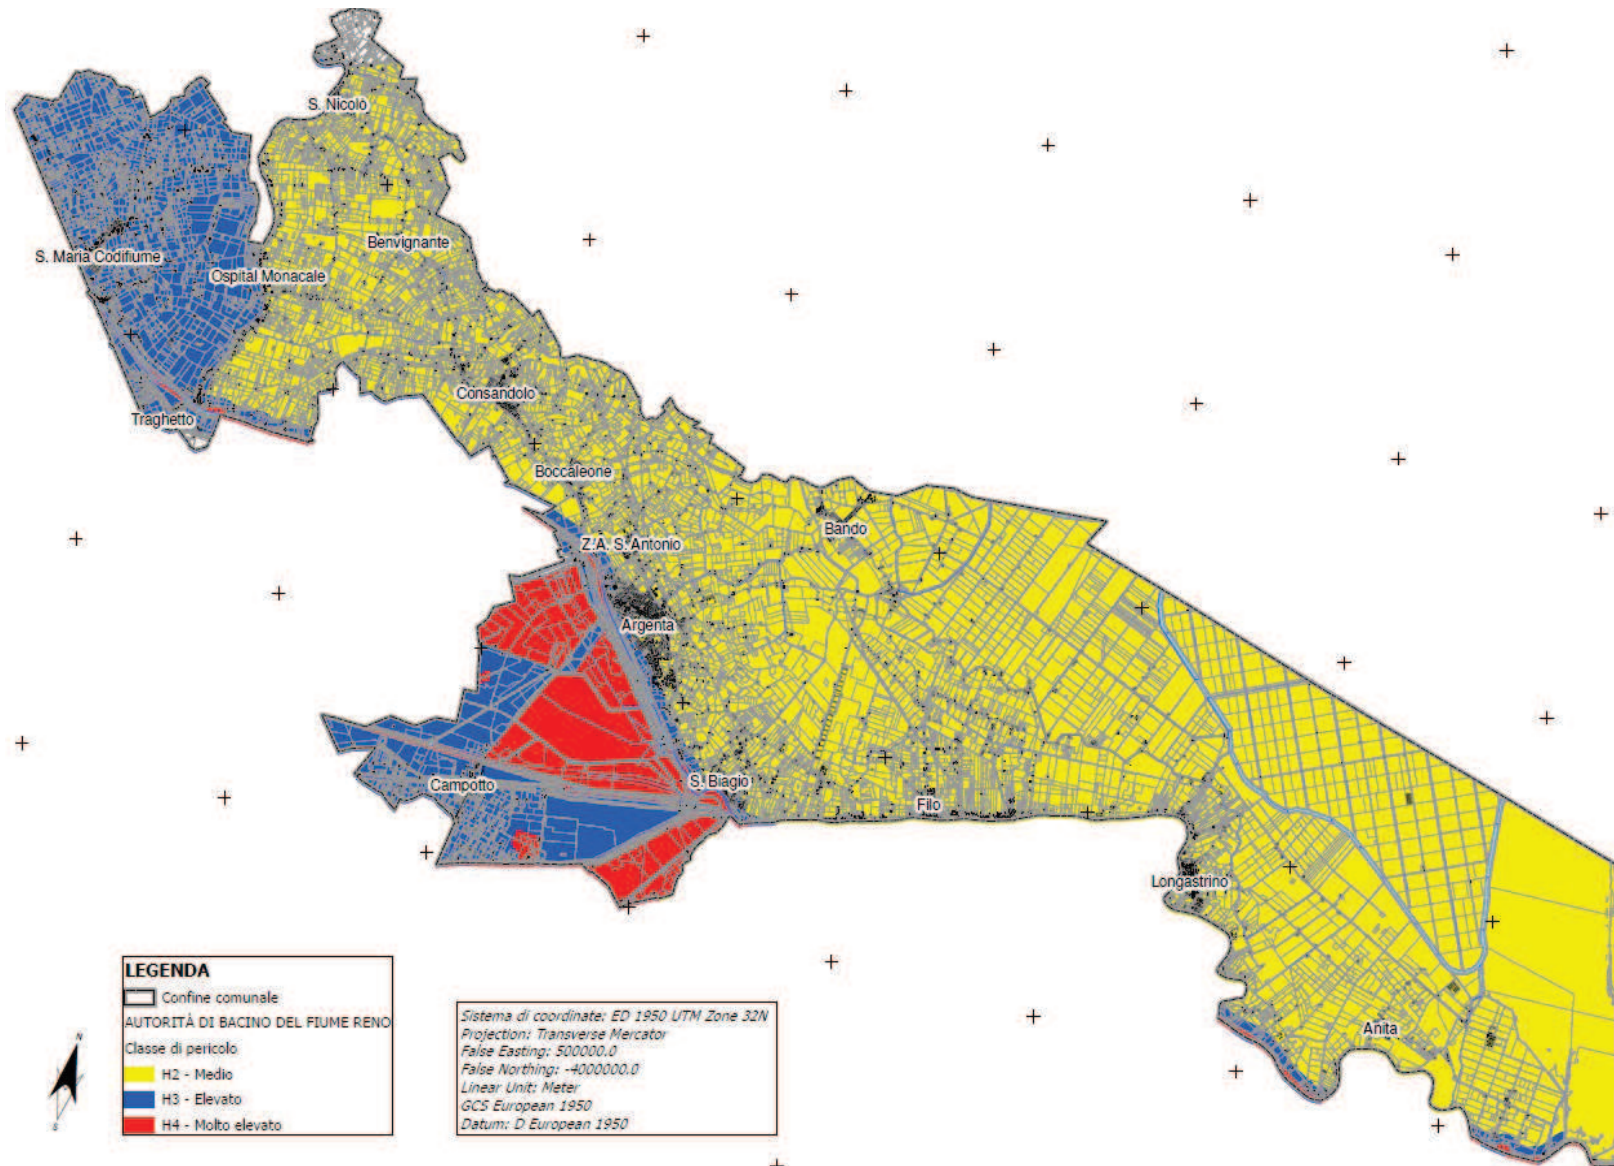 S. Nicolò
Benvignante
S. Maria Codifiume
Ospital Monacale
Consandolo
Traghetto
Boccaleone
Bando
Z.A. S. Antonio
Argenta
S. Biagio
Campotto
Filo
Longastrino
Anita
LEGENDA
Confine comunale
AUTORITÀ DI BACINO DEL FIUME RENO
Classe di pericolo
H2 - Medio
H3 - Elevato
H4 - Molto elevato
N
S
Sistema di coordinate: ED 1950 UTM Zone 32N
Projection: Transverse Mercator
False Easting: 500000.0
False Northing: -4000000.0
Linear Unit: Meter
GCS European 1950
Datum: D European 1950